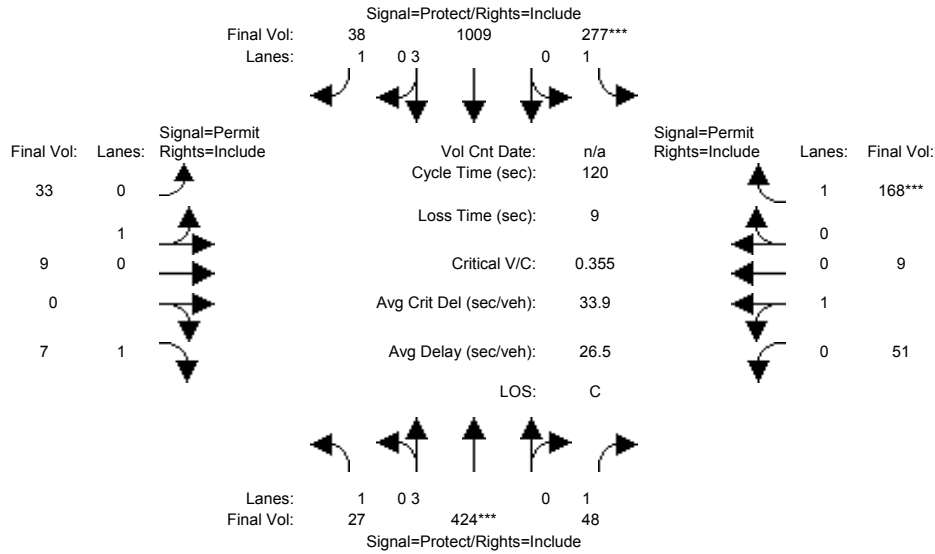 Signal=Protect/Rights=Include
Final Vol: 38 1009 277***
Lanes: 1 0 3 0 1
Signal=Permit Signal=Permit
Final Vol: Lanes: Rights=Include Vol Cnt Date: n/a Rights=Include Lanes: Final Vol:
Cycle Time (sec): 120
33 0 1 168***
Loss Time (sec): 9
1 0
9 0 Critical V/C: 0.355 0 9
0 Avg Crit Del (sec/veh): 33.9 1
7 1 Avg Delay (sec/veh): 26.5 0 51
LOS: C
Lanes: 1 0 3 0 1
Final Vol: 27 424*** 48
Signal=Protect/Rights=Include